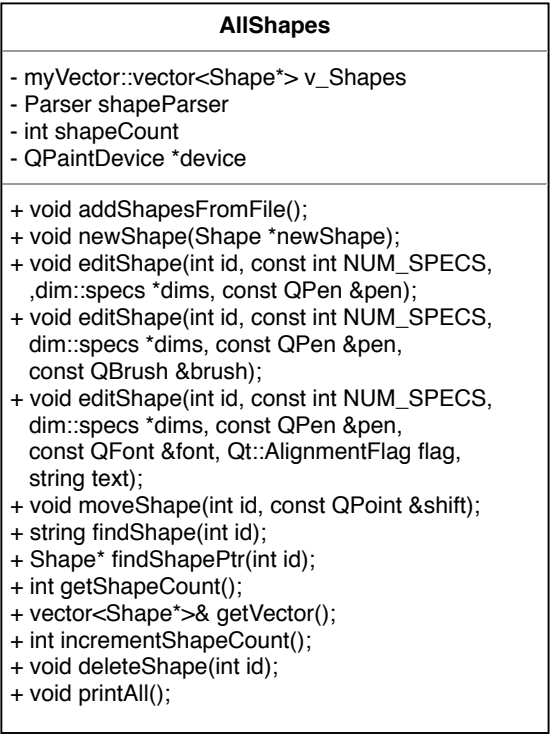 AllShapes
- myVector::vector<Shape*> v_Shapes
- Parser shapeParser
- int shapeCount
- QPaintDevice *device
+ void addShapesFromFile();
+ void newShape(Shape *newShape);
+ void editShape(int id, const int NUM_SPECS,
,dim::specs *dims, const QPen &pen);
+ void editShape(int id, const int NUM_SPECS,
dim::specs *dims, const QPen &pen,
const QBrush &brush);
+ void editShape(int id, const int NUM_SPECS,
dim::specs *dims, const QPen &pen,
const QFont &font, Qt::AlignmentFlag flag,
string text);
+ void moveShape(int id, const QPoint &shift);
+ string findShape(int id);
+ Shape* findShapePtr(int id);
+ int getShapeCount();
+ vector<Shape*>& getVector();
+ int incrementShapeCount();
+ void deleteShape(int id);
+ void printAll();